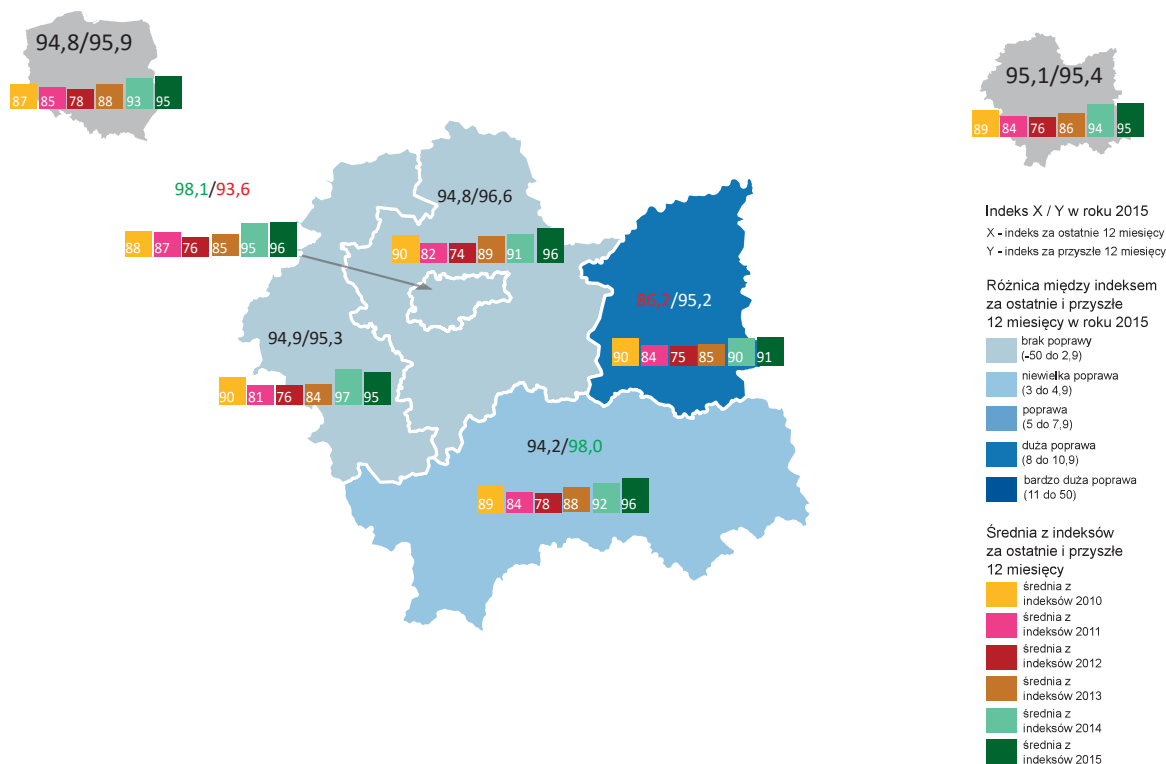 94,8/95,9
87 85 78 88 93 95
95,1/95,4
89 84 76 86 94 95
98,1/93,6
88 87 76 85 95 96
94,8/96,6
90 82 74 89 91 96
86,2/95,2
90 84 75 85 90 91
94,9/95,3
90 81 76 84 97 95
94,2/98,0
89 84 78 88 92 96
Indeks X / Y w roku 2015
X - indeks za ostatnie 12 miesięcy
Y - indeks za przyszłe 12 miesięcy
Różnica między indeksem
za ostatnie i przyszłe
12 miesięcy w roku 2015
brak poprawy
(-50 do 2,9)
niewielka poprawa
(3 do 4,9)
poprawa
(5 do 7,9)
duża poprawa
(8 do 10,9)
bardzo duża poprawa
(11 do 50)
Średnia z indeksów
za ostatnie i przyszłe
12 miesięcy
średnia z
indeksów 2010
średnia z
indeksów 2011
średnia z
indeksów 2012
średnia z
indeksów 2013
średnia z
indeksów 2014
średnia z
indeksów 2015